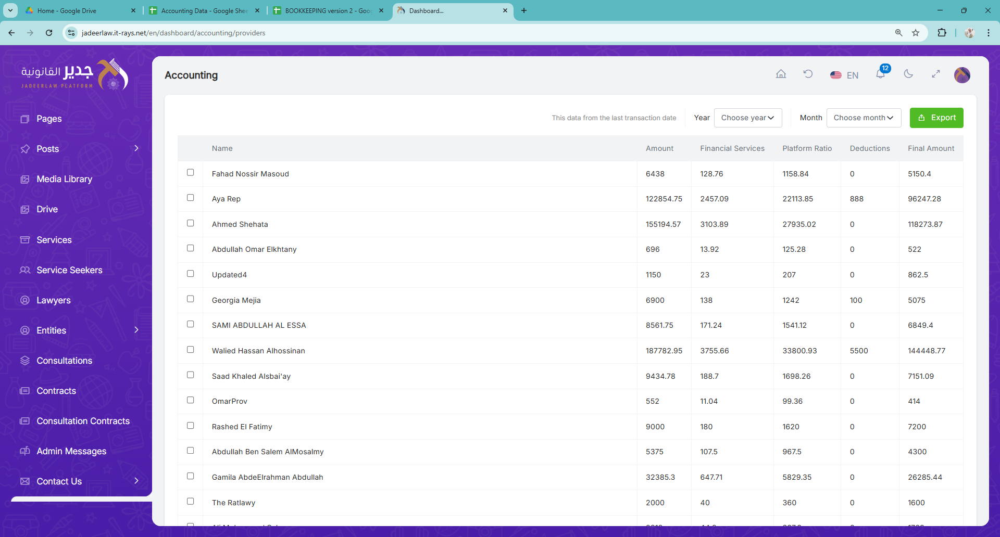 Home - Google Drive
Accounting Data - Google Shee
BOOKKEEPING version 2 - Goo
Dashboard...
jadeerlaw.it-rays.net/en/dashboard/accounting/providers
جدير القانونية
JADEERLAW PLATFORM
Pages
Posts
Media Library
Drive
Services
Service Seekers
Lawyers
Entities
Consultations
Contracts
Consultation Contracts
Admin Messages
Contact Us
Accounting
EN
12
This data from the last transaction date
Year
Choose year
Month
Choose month
Export
Name Amount Financial Services Platform Ratio Deductions Final Amount
Fahad Nossir Masoud 6438 128.76 1158.84 0 5150.4
Aya Rep 122854.75 2457.09 22113.85 888 96247.28
Ahmed Shehata 155194.57 3103.89 27935.02 0 118273.87
Abdullah Omar Elkhtany 696 13.92 125.28 0 522
Updated4 1150 23 207 0 862.5
Georgia Mejia 6900 138 1242 100 5075
SAMI ABDULLAH AL ESSA 8561.75 171.24 1541.12 0 6849.4
Walied Hassan Alhossinan 187782.95 3755.66 33800.93 5500 144448.77
Saad Khaled Alsbai'ay 9434.78 188.7 1698.26 0 7151.09
OmarProv 552 11.04 99.36 0 414
Rashed El Fatimy 9000 180 1620 0 7200
Abdullah Ben Salem AlMosalmy 5375 107.5 967.5 0 4300
Gamila AbdeElrahman Abdullah 32385.3 647.71 5829.35 0 26285.44
The Ratlawy 2000 40 360 0 1600